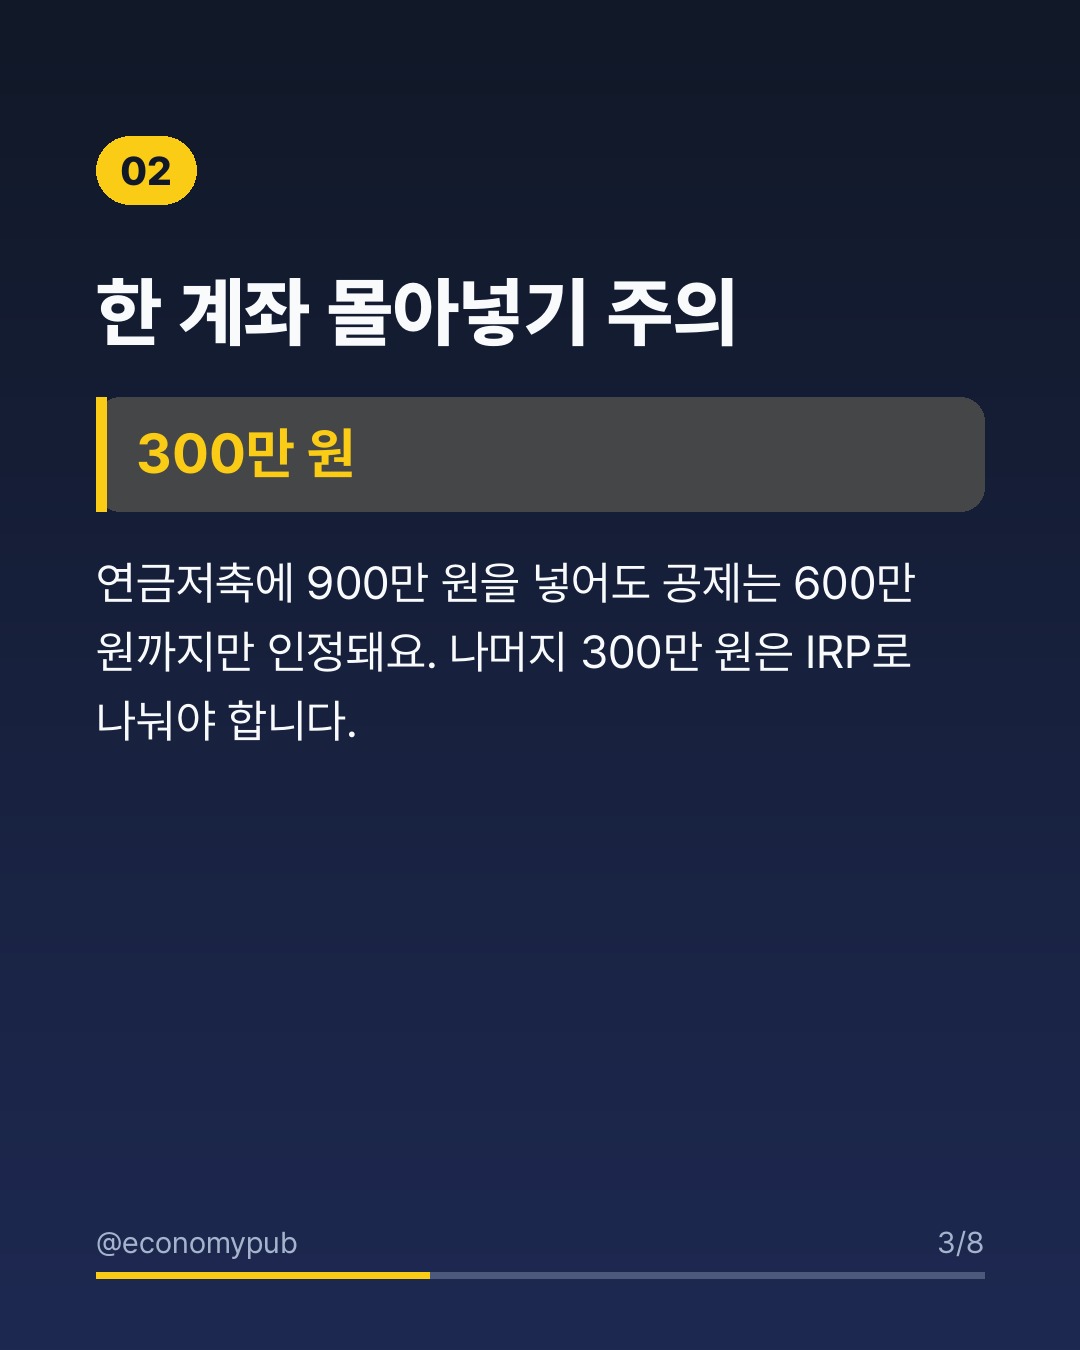 02
한 계좌 몰아넣기 주의
300만 원
연금저축에 900만 원을 넣어도 공제는 600만
원까지만 인정돼요. 나머지 300만 원은 IRP로
나눠야 합니다.
@economypub
3/8